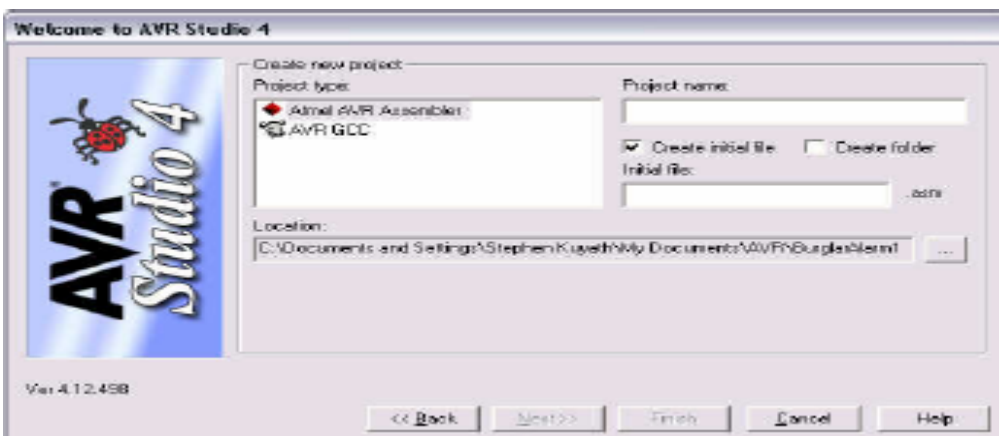 Welcome to AVR Studio 4
AVR Studio 4
Create new project
Project type:
Atmel AVR Assembler
AVR GCC
Project name:
Create initial file
Create folder
Initial file:
.asm
Location:
C:\Documents and Settings\Stephen Kuyath\My Documents\AVR\BurglarAlarm1
...
Ver 4.12.498
<< Back
Next >>
Finish
Cancel
Help